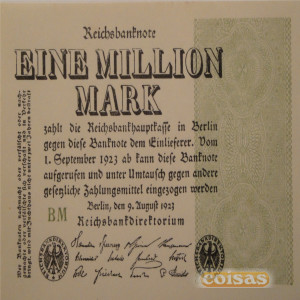 Reichsbanknote
EINE MILLION
MARK
zahlt die Reichsbankhauptkasse in Berlin
gegen diese Banknote dem Einlieferer. Vom
1. September 1923 ab kann diese Banknote
aufgerufen und unter Umtausch gegen andere
gesetzliche Zahlungsmittel eingezogen werden
Berlin, den 9. August 1923
Reichsbankdirektorium
BM
coisas